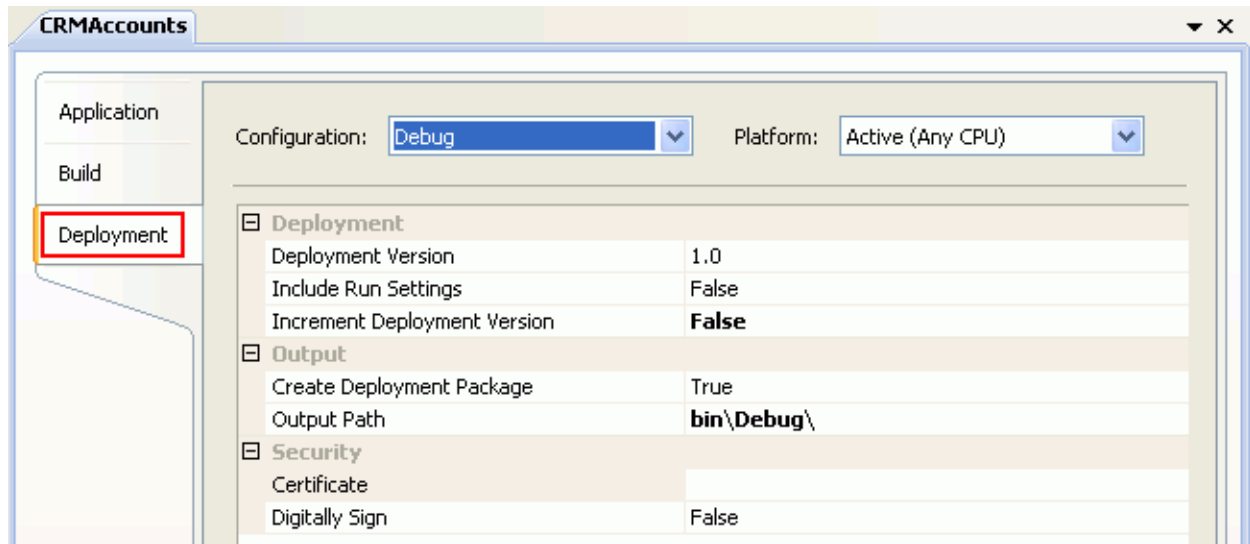 CRMAccounts
Application
Configuration: Debug Platform: Active (Any CPU)
Build
Deployment
Deployment
Deployment Version 1.0
Include Run Settings False
Increment Deployment Version False
Output
Create Deployment Package True
Output Path bin\Debug\
Security
Certificate
Digitally Sign False